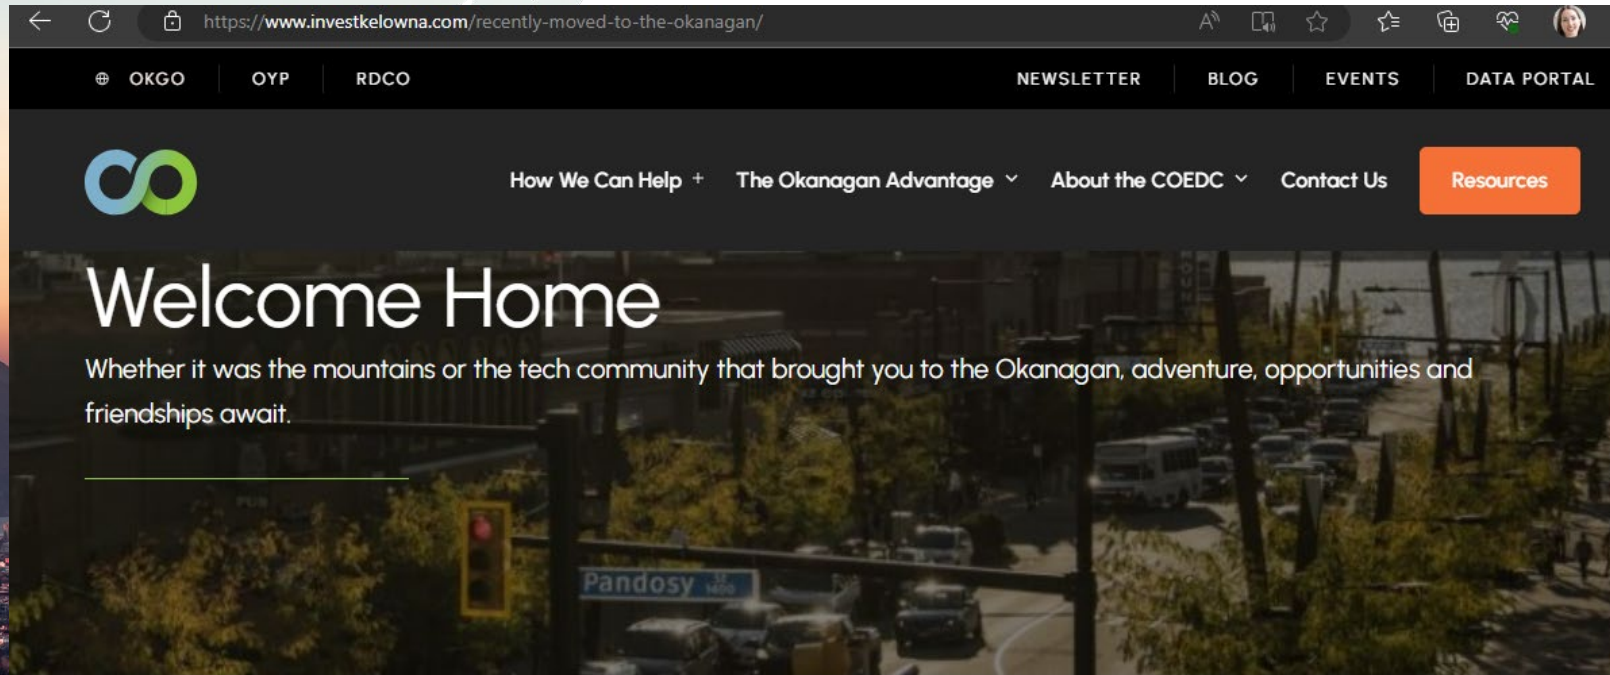 https://www.investkelowna.com/recently-moved-to-the-okanagan/
OKGO OYP RDCO NEWSLETTER BLOG EVENTS DATA PORTAL
How We Can Help + The Okanagan Advantage About the COEDC Contact Us Resources
Welcome Home
Whether it was the mountains or the tech community that brought you to the Okanagan, adventure, opportunities and
friendships await.
Pandosy ST 1400